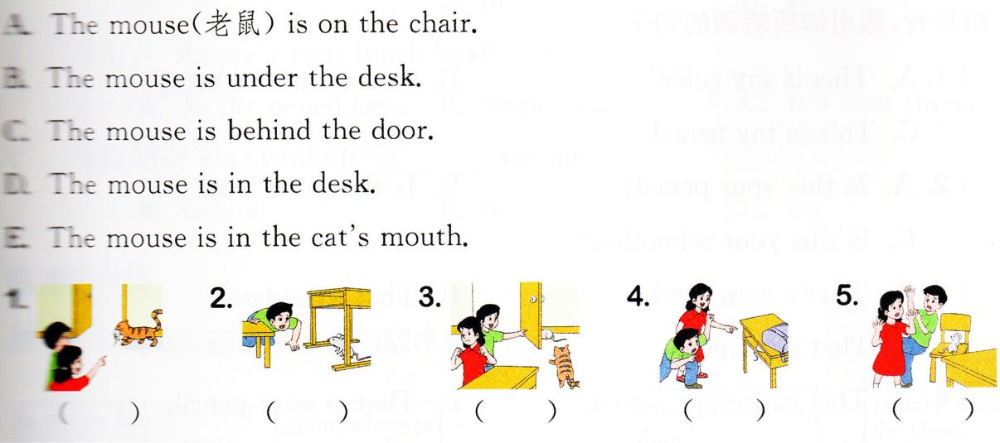 A. The mouse(老鼠) is on the chair.
B. The mouse is under the desk.
C. The mouse is behind the door.
D. The mouse is in the desk.
E. The mouse is in the cat's mouth.
1. 2. 3. 4. 5.
( ) ( ) ( ) ( ) ( )